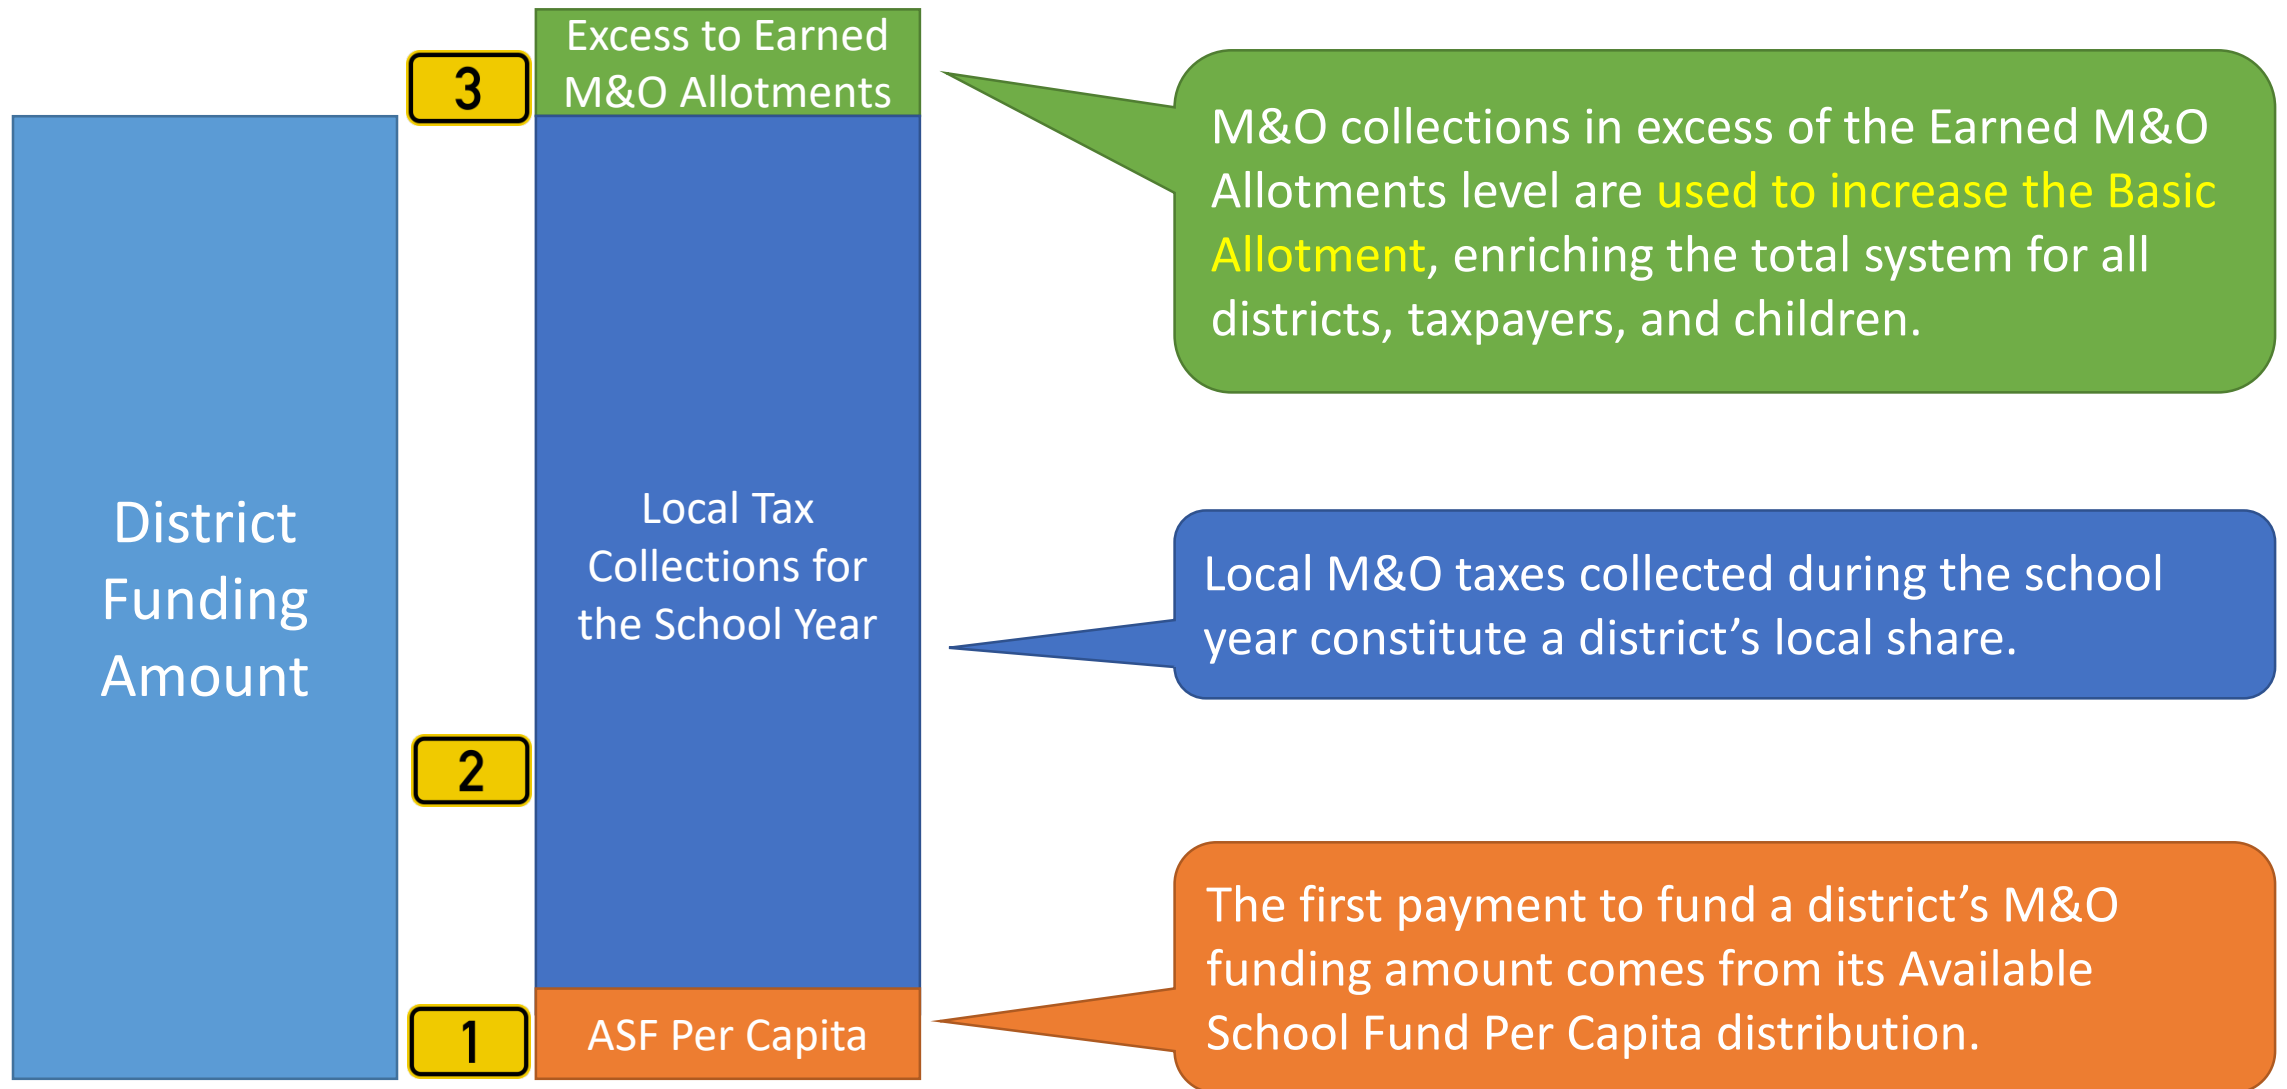 District
Funding
Amount
3
Excess to Earned
M&O Allotments
2
Local Tax
Collections for
the School Year
1
ASF Per Capita
M&O collections in excess of the Earned M&O
Allotments level are used to increase the Basic
Allotment, enriching the total system for all
districts, taxpayers, and children.
Local M&O taxes collected during the school
year constitute a district’s local share.
The first payment to fund a district’s M&O
funding amount comes from its Available
School Fund Per Capita distribution.